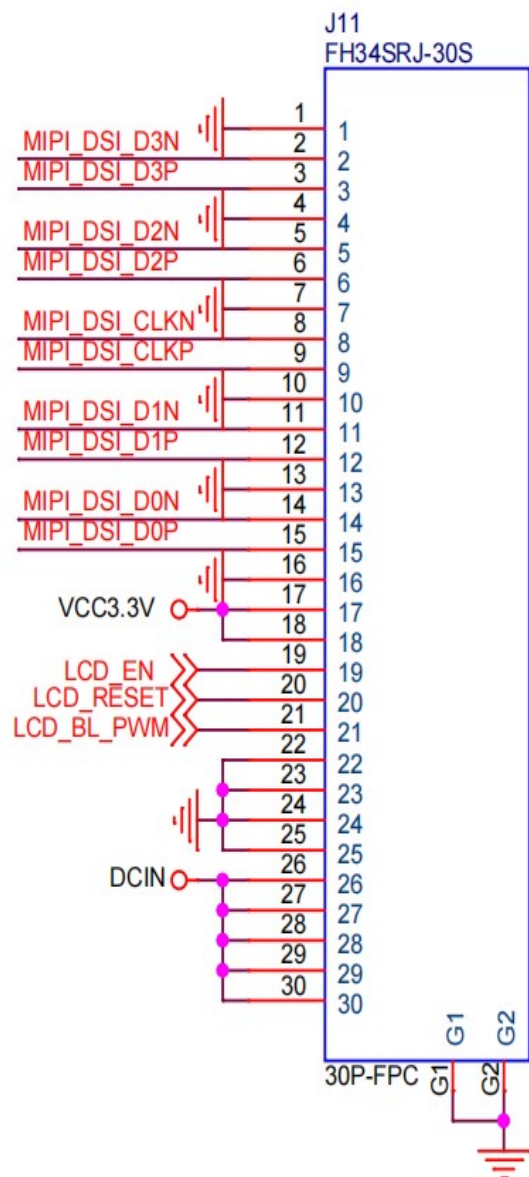 J11
FH34SRJ-30S
1 1
MIPI_DSI_D3N 2 2
MIPI_DSI_D3P 3 3
4 4
MIPI_DSI_D2N 5 5
MIPI_DSI_D2P 6 6
7 7
MIPI_DSI_CLKN 8 8
MIPI_DSI_CLKP 9 9
10 10
MIPI_DSI_D1N 11 11
MIPI_DSI_D1P 12 12
13 13
MIPI_DSI_D0N 14 14
MIPI_DSI_D0P 15 15
16 16
VCC3.3V 17 17
18 18
LCD_EN 19 19
LCD_RESET 20 20
LCD_BL_PWM 21 21
22 22
23 23
24 24
25 25
DCIN 26 26
27 27
28 28
29 29
30 30
G1 G2
30P-FPC G1 G2